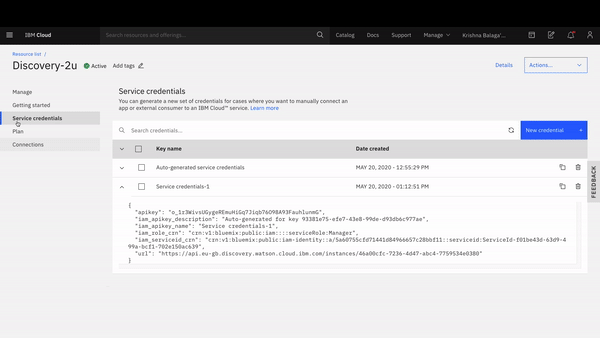 IBM Cloud
Search resources and offerings...
Catalog Docs Support Manage Krishna Balaga'...
Resource list /
Discovery-2u Active Add tags Details Actions...
Manage
Getting started
Service credentials
Plan
Connections
Service credentials
You can generate a new set of credentials for cases where you want to manually connect an
app or external consumer to an IBM Cloud™ service. Learn more
Search credentials... New credential +
Key name Date created
Auto-generated service credentials MAY 20, 2020 - 12:55:29 PM
Service credentials-1 MAY 20, 2020 - 01:12:51 PM
{
"apikey":
"iam_apikey_description": "Auto-generated for key 93381e75-efe7-43e8-99de-d93db6c977ae",
"iam_apikey_name": "Service credentials-1",
"iam_role_crn": "crn:v1:bluemix:public:iam::::serviceRole:Manager",
"iam_serviceid_crn": "crn:v1:bluemix:public:iam-identity::a/5a60755cfd71441d84966657c28bbf11::serviceid:ServiceId-f01be43d-63d9-4
99a-bcf1-702e150ac639",
"url": "https://api.eu-gb.discovery.watson.cloud.ibm.com/instances/46a00cfc-7236-4d47-abc4-7759534e0380"
}
FEEDBACK